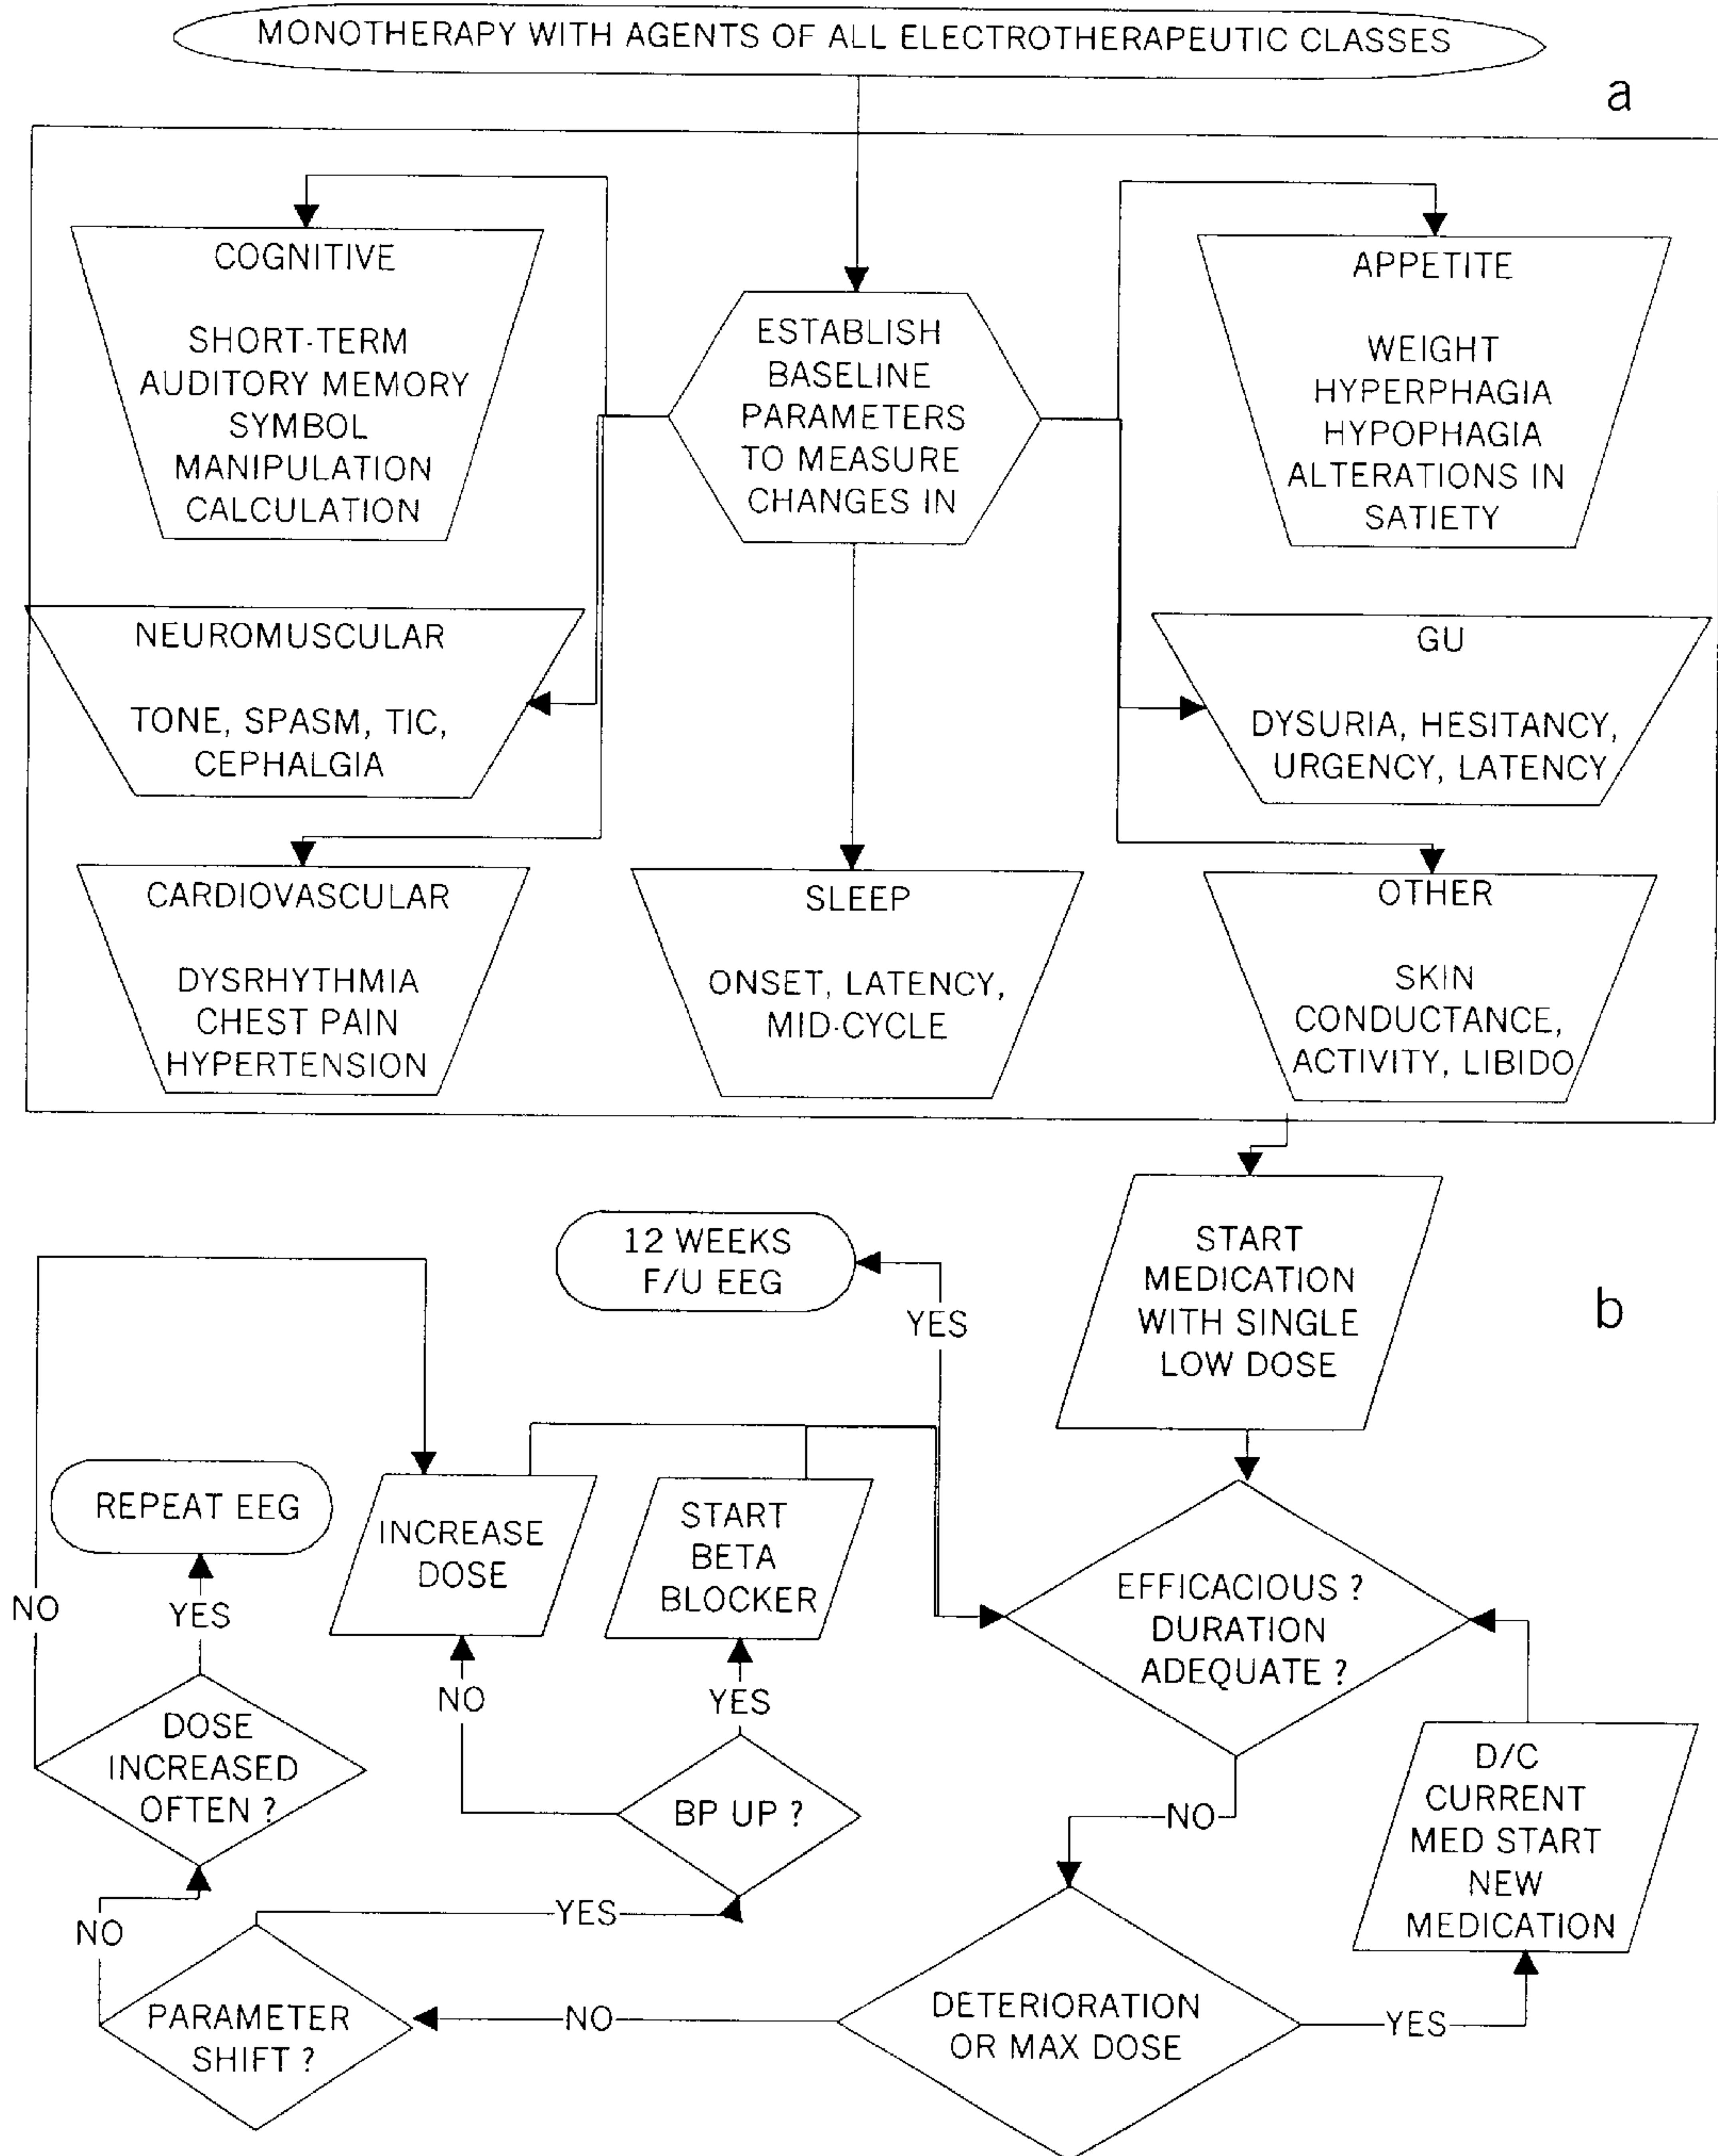 MONOTHERAPY WITH AGENTS OF ALL ELECTROTHERAPEUTIC CLASSES
a
COGNITIVE
SHORT-TERM
AUDITORY MEMORY
SYMBOL
MANIPULATION
CALCULATION
ESTABLISH
BASELINE
PARAMETERS
TO MEASURE
CHANGES IN
APPETITE
WEIGHT
HYPERPHAGIA
HYPOPHAGIA
ALTERATIONS IN
SATIETY
NEUROMUSCULAR
TONE, SPASM, TIC,
CEPHALGIA
GU
DYSURIA, HESITANCY,
URGENCY, LATENCY
CARDIOVASCULAR
DYSRHYTHMIA
CHEST PAIN
HYPERTENSION
SLEEP
ONSET, LATENCY,
MID-CYCLE
OTHER
SKIN
CONDUCTANCE,
ACTIVITY, LIBIDO
START
MEDICATION
WITH SINGLE
LOW DOSE
b
12 WEEKS
F/U EEG
YES
REPEAT EEG
INCREASE
DOSE
START
BETA
BLOCKER
EFFICACIOUS ?
DURATION
ADEQUATE ?
NO
YES
NO
YES
DOSE
INCREASED
OFTEN ?
BP UP ?
NO
D/C
CURRENT
MED START
NEW
MEDICATION
NO
YES
PARAMETER
SHIFT ?
NO
DETERIORATION
OR MAX DOSE
YES